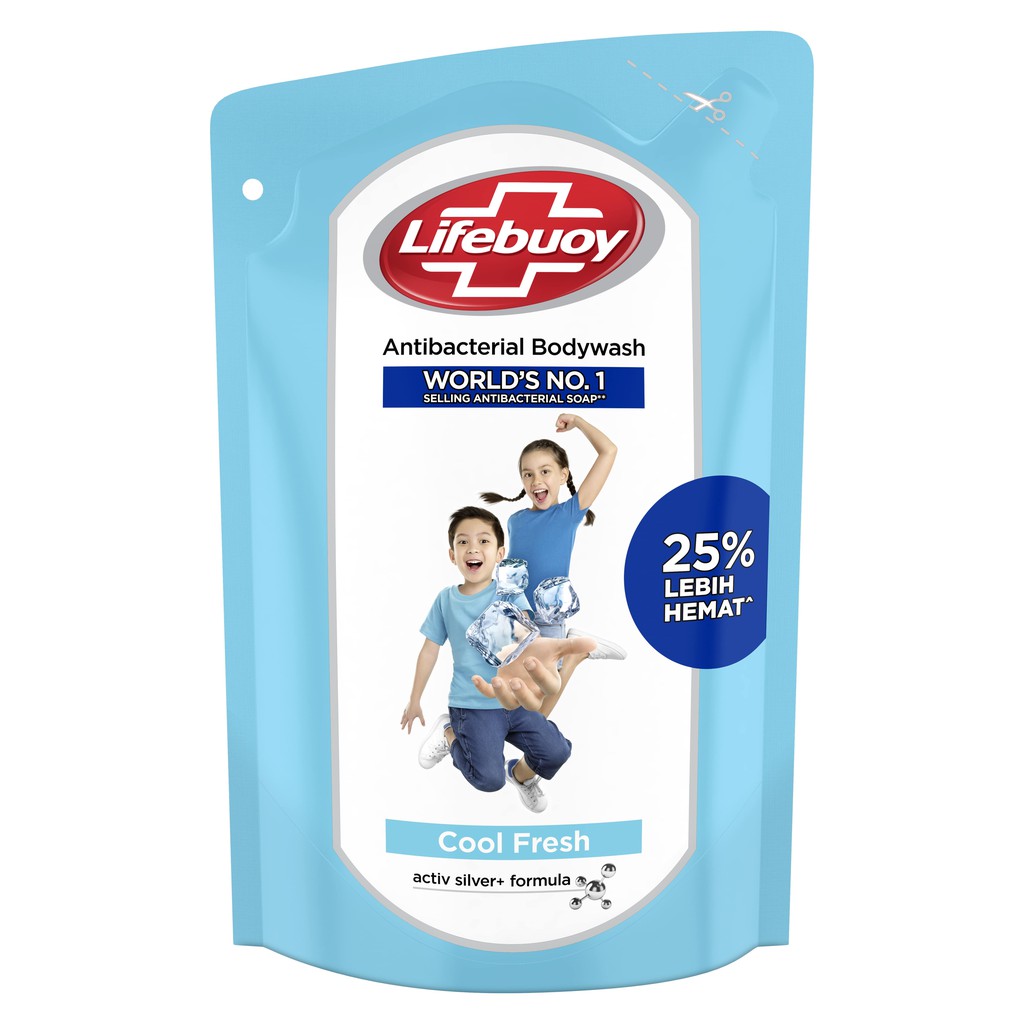 Lifebuoy
Antibacterial Bodywash
WORLD'S NO. 1
SELLING ANTIBACTERIAL SOAP**
25%
LEBIH
HEMAT^
Cool Fresh
activ silver+ formula